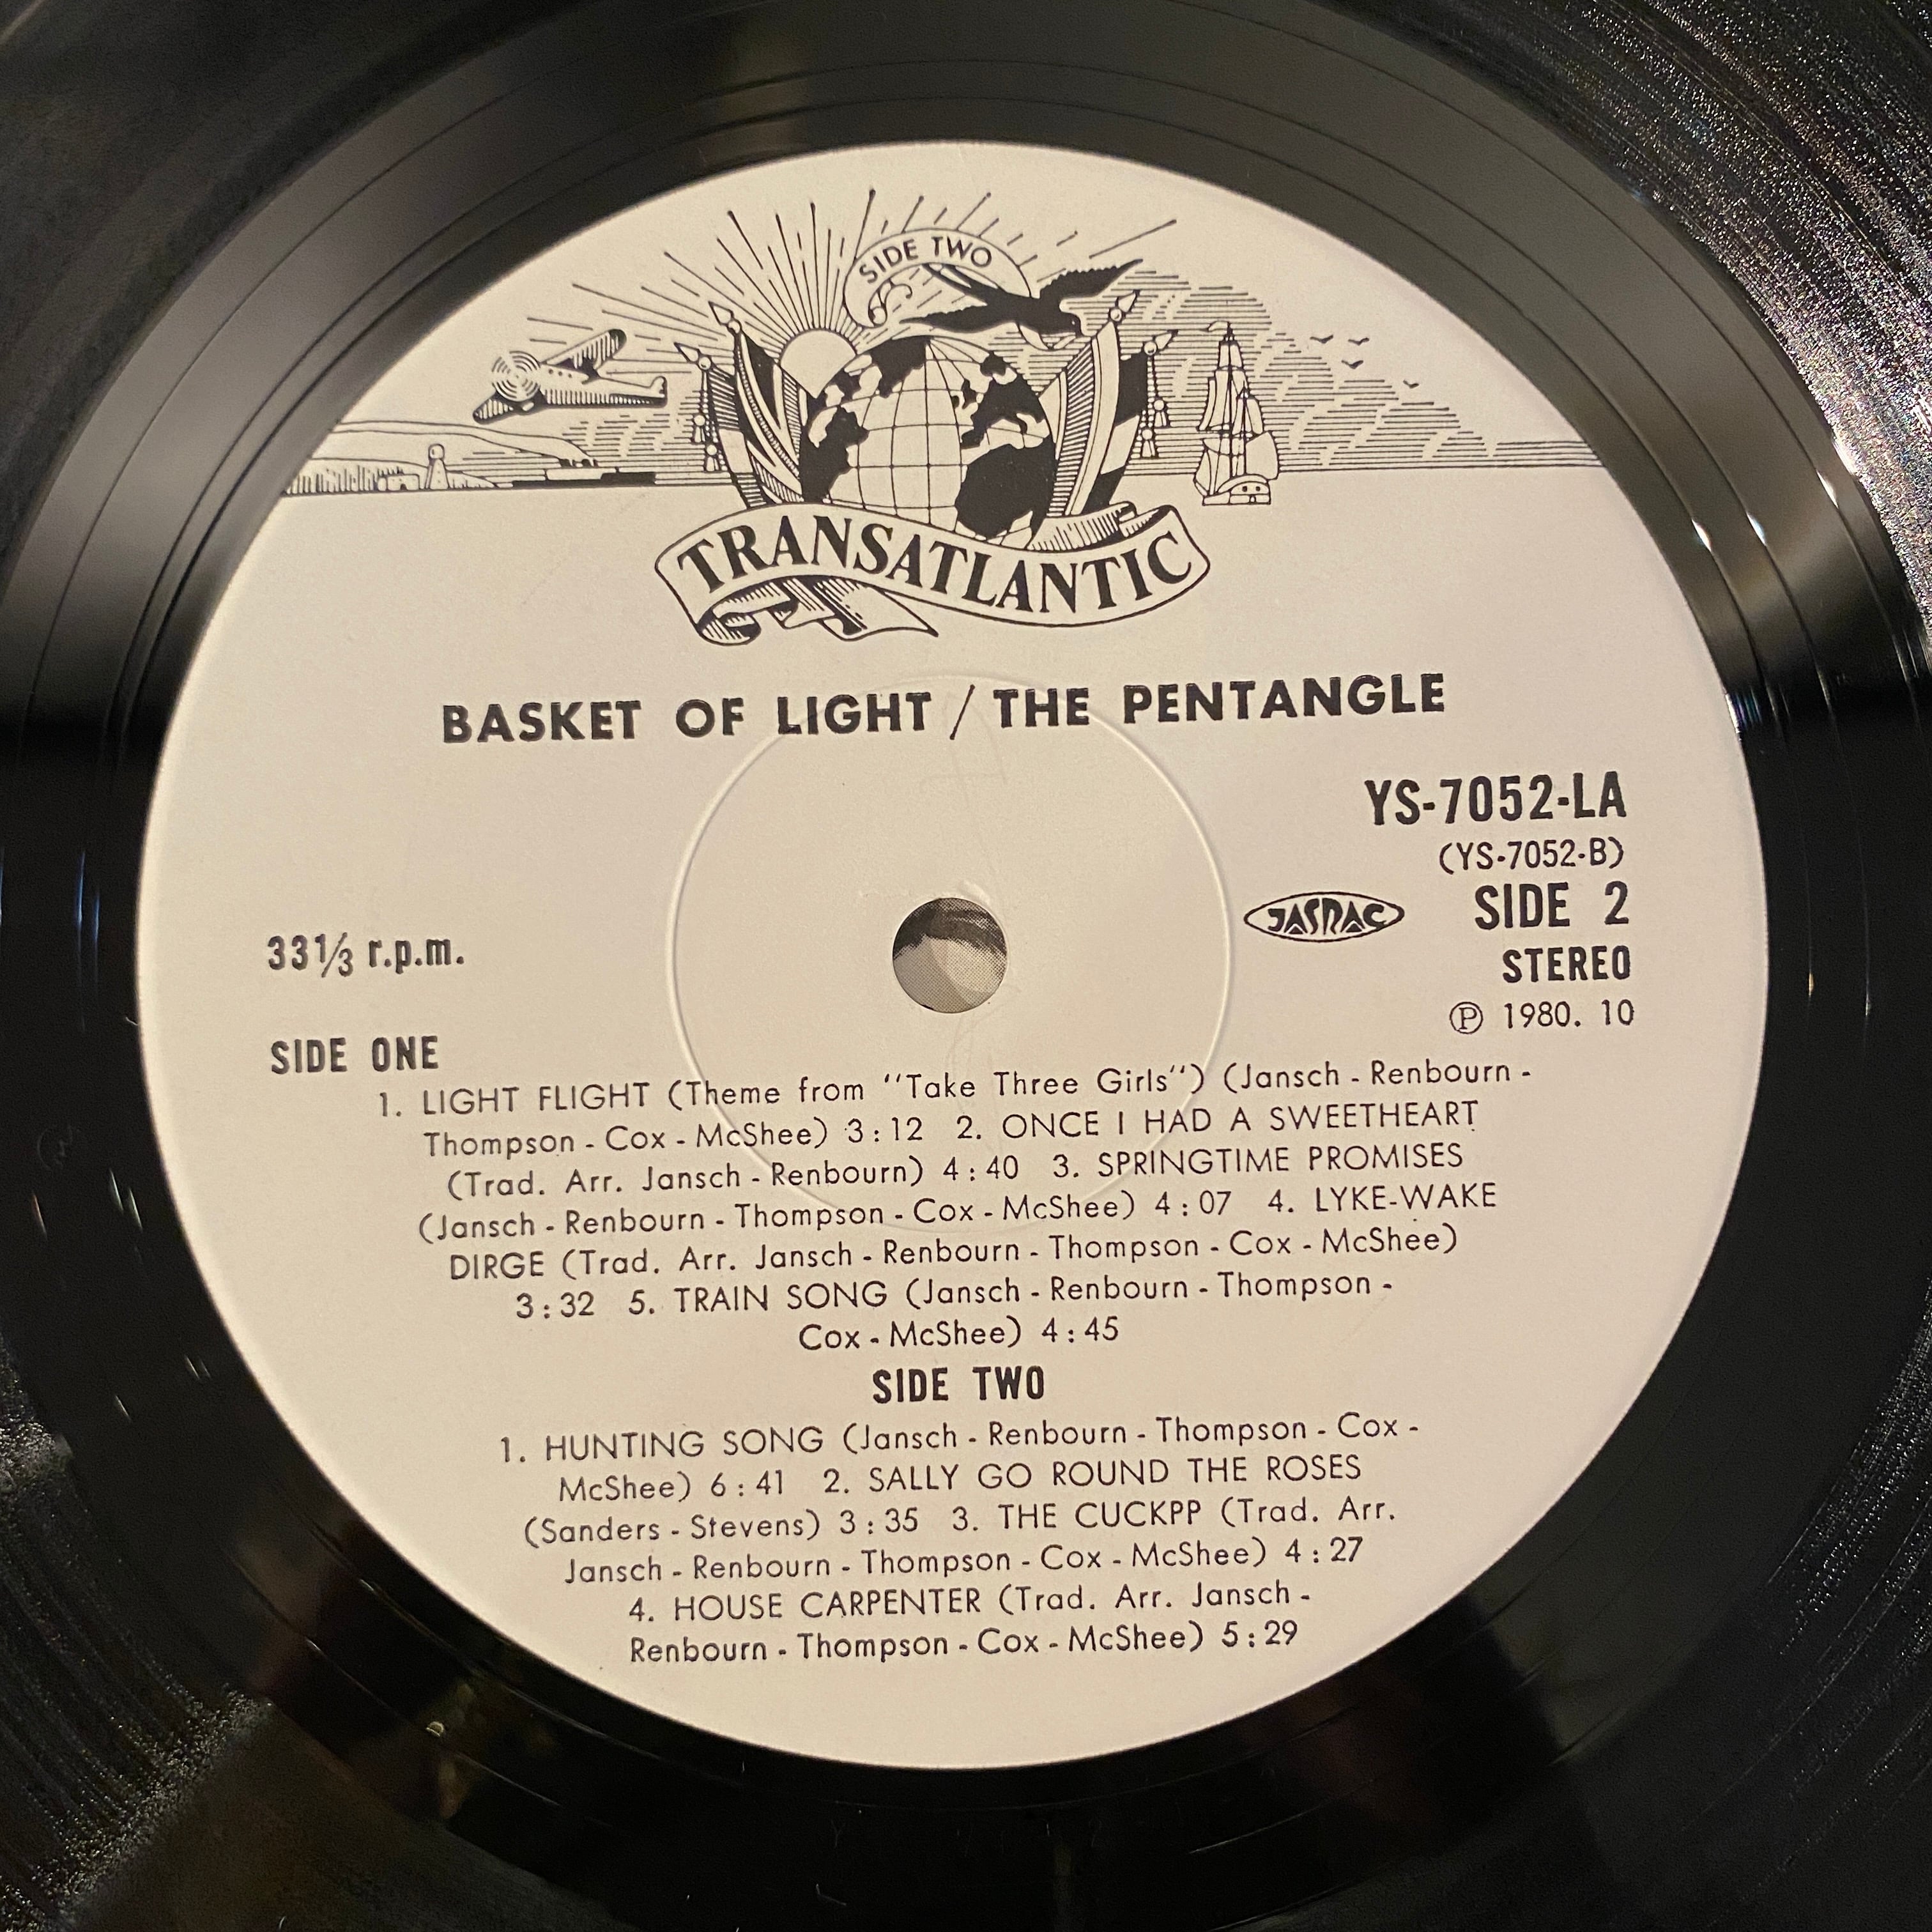 SIDE TWO
TRANSATLANTIC
BASKET OF LIGHT / THE PENTANGLE
YS-7052-LA
(YS-7052-B)
JASRAC SIDE 2
33⅓ r.p.m. STEREO
Ⓟ 1980. 10
SIDE ONE
1. LIGHT FLIGHT (Theme from "Take Three Girls") (Jansch - Renbourn -
Thompson - Cox - McShee) 3 : 12 2. ONCE I HAD A SWEETHEART
(Trad. Arr. Jansch - Renbourn) 4 : 40 3. SPRINGTIME PROMISES
(Jansch - Renbourn - Thompson - Cox - McShee) 4 : 07 4. LYKE-WAKE
DIRGE (Trad. Arr. Jansch - Renbourn - Thompson - Cox - McShee)
3 : 32 5. TRAIN SONG (Jansch - Renbourn - Thompson -
Cox - McShee) 4 : 45
SIDE TWO
1. HUNTING SONG (Jansch - Renbourn - Thompson - Cox -
McShee) 6 : 41 2. SALLY GO ROUND THE ROSES
(Sanders - Stevens) 3 : 35 3. THE CUCKPP (Trad. Arr.
Jansch - Renbourn - Thompson - Cox - McShee) 4 : 27
4. HOUSE CARPENTER (Trad. Arr. Jansch -
Renbourn - Thompson - Cox - McShee) 5 : 29